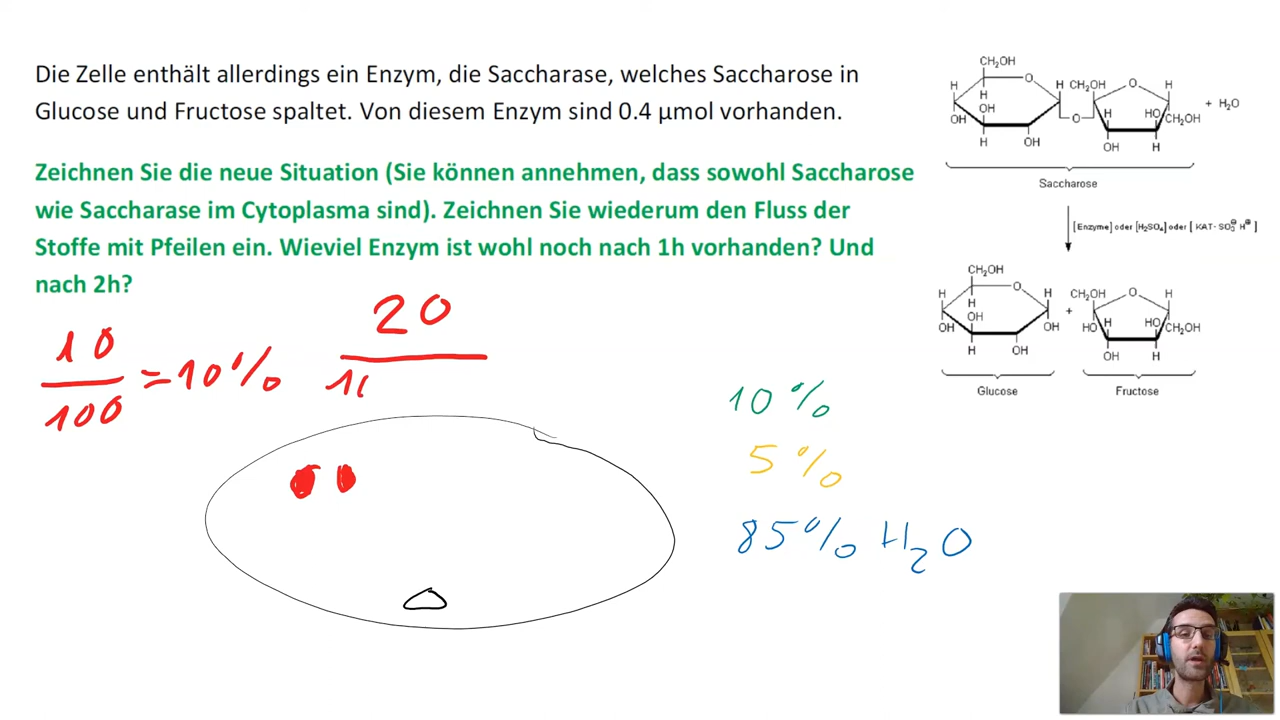 Die Zelle enthält allerdings ein Enzym, die Saccharase, welches Saccharose in
Glucose und Fructose spaltet. Von diesem Enzym sind 0.4 µmol vorhanden.
Zeichnen Sie die neue Situation (Sie können annehmen, dass sowohl Saccharose
wie Saccharase im Cytoplasma sind). Zeichnen Sie wiederum den Fluss der
Stoffe mit Pfeilen ein. Wieviel Enzym ist wohl noch nach 1h vorhanden? Und
nach 2h?
10
100
=10%
20
10
10%
5%
85% H2O
CH₂OH
O
H
H
H
OH
OH
H
H
OH
O
CH₂OH
O
H
H
HO
CH₂OH
OH
H
+ H₂O
Saccharose
[Enzyme] oder [H₂SO₄] oder [ KAT- SO₃⊖ H⊕ ]
CH₂OH
O
H
H
H
OH
OH
H
OH
H
OH
+
CH₂OH
O
H
H
HO
HO
CH₂OH
OH
H
Glucose
Fructose